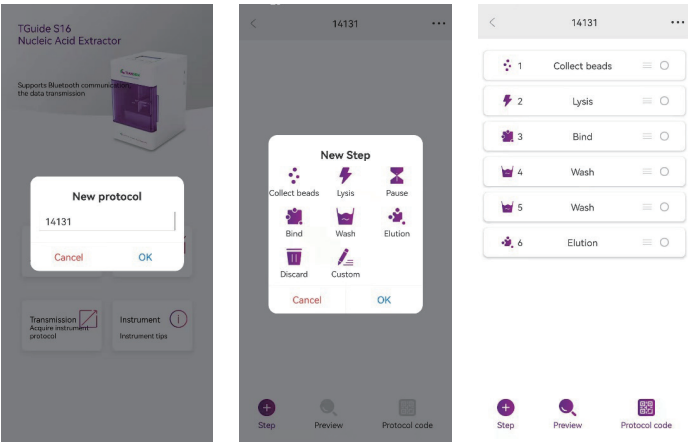 TGuide S16
Nucleic Acid Extractor
Supports Bluetooth communication,
the data transmission
New protocol
14131
Cancel
OK
Transmission
Acquire instrument
protocol
Instrument
Instrument tips
14131
New Step
Collect beads
Lysis
Pause
Bind
Wash
Elution
Discard
Custom
Cancel
OK
Step
Preview
Protocol code
14131
1 Collect beads
2 Lysis
3 Bind
4 Wash
5 Wash
6 Elution
Step
Preview
Protocol code